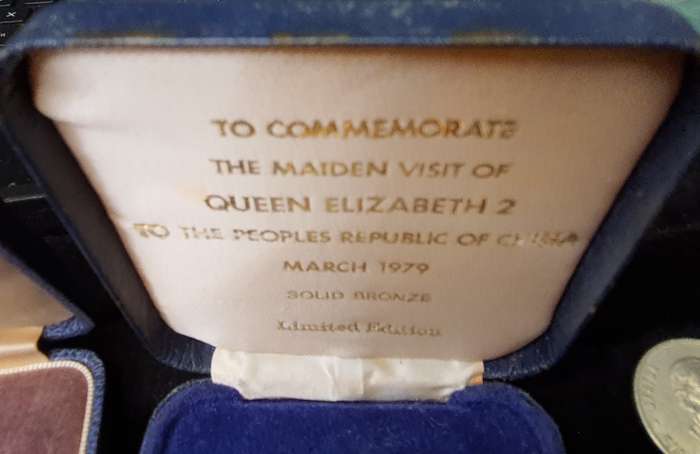 TO COMMEMORATE
THE MAIDEN VISIT OF
QUEEN ELIZABETH 2
TO THE PEOPLES REPUBLIC OF CHINA
MARCH 1979
SOLID BRONZE
Limited Edition